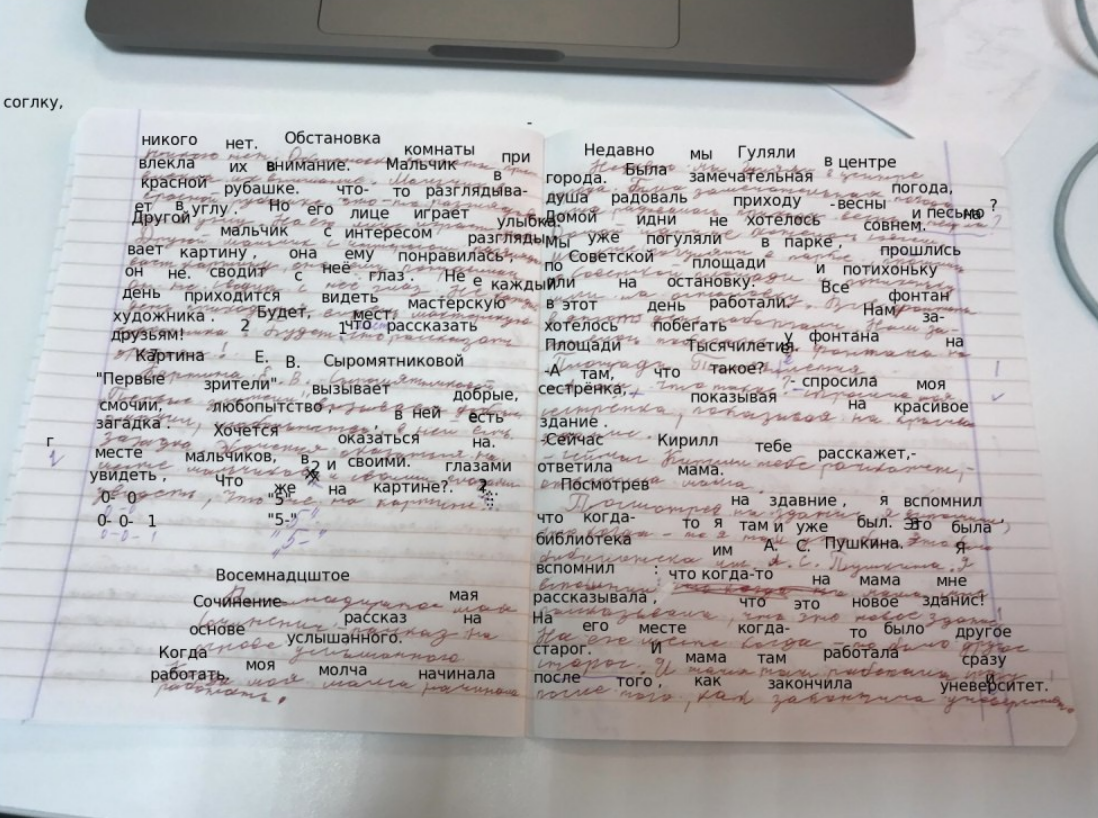 соглку,
никого нет. Обстановка комнаты при
влекла их внимание. Мальчик в
красной рубашке. что- то разглядыва-
ет в углу. Но его лице играет улыбка.
Другой мальчик с интересом разгляды
вает картину, она ему понравилась,
он не. сводит с неё глаз. Не каждый
день приходится видеть мастерскую
художника. Будет, что рассказать
друзьям!
Картина Е. В. Сыромятниковой
"Первые зрители" вызывает добрые,
смочии, любопытство, в ней есть
загадка. Хочется оказаться на.
месте мальчиков, и своими. глазами
увидеть, что же на картине?.
0- 0 "5"
0- 0- 1 "5-"
Восемнадцштое мая
Сочинение рассказ на
основе услышанного.
Когда моя молча начинала
работать.
Недавно мы Гуляли в центре
города. Была замечательная погода,
душа радоваль приходу -весны и песьмо ?
Домой идни не хотелось совнем.
Мы уже погуляли в парке, прошлись
по Советской площади и потихоньку
или на остановку: Все фонтан
в этот день работали. Нам за-
хотелось побегать у фонтана на
Площади Тысячилетия.
-А там, что такое? - спросила моя
сестрёнка, показывая на красивое
здание.
-Сейчас Кирилл тебе расскажет,-
ответила мама.
Посмотрев на здавние, я вспомнил
что когда- то я там и уже был. Это была
библиотека им А. С. Пушкина. Я
вспомнил : что когда-то на мама мне
рассказывала, что это новое зданис!
На его месте когда- то было другое
старог. И мама там работала сразу
после того, как закончила уневерситет.